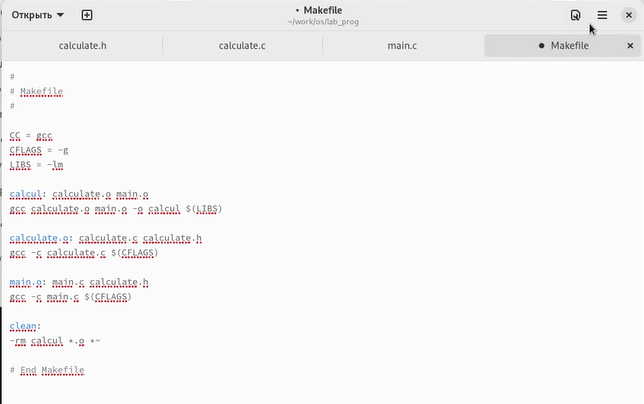 Открыть
• Makefile
~/work/os/lab_prog
calculate.h
calculate.c
main.c
● Makefile
#
# Makefile
#
CC = gcc
CFLAGS = -g
LIBS = -lm
calcul: calculate.o main.o
gcc calculate.o main.o -o calcul $(LIBS)
calculate.o: calculate.c calculate.h
gcc -c calculate.c $(CFLAGS)
main.o: main.c calculate.h
gcc -c main.c $(CFLAGS)
clean:
-rm calcul *.o *~
# End Makefile